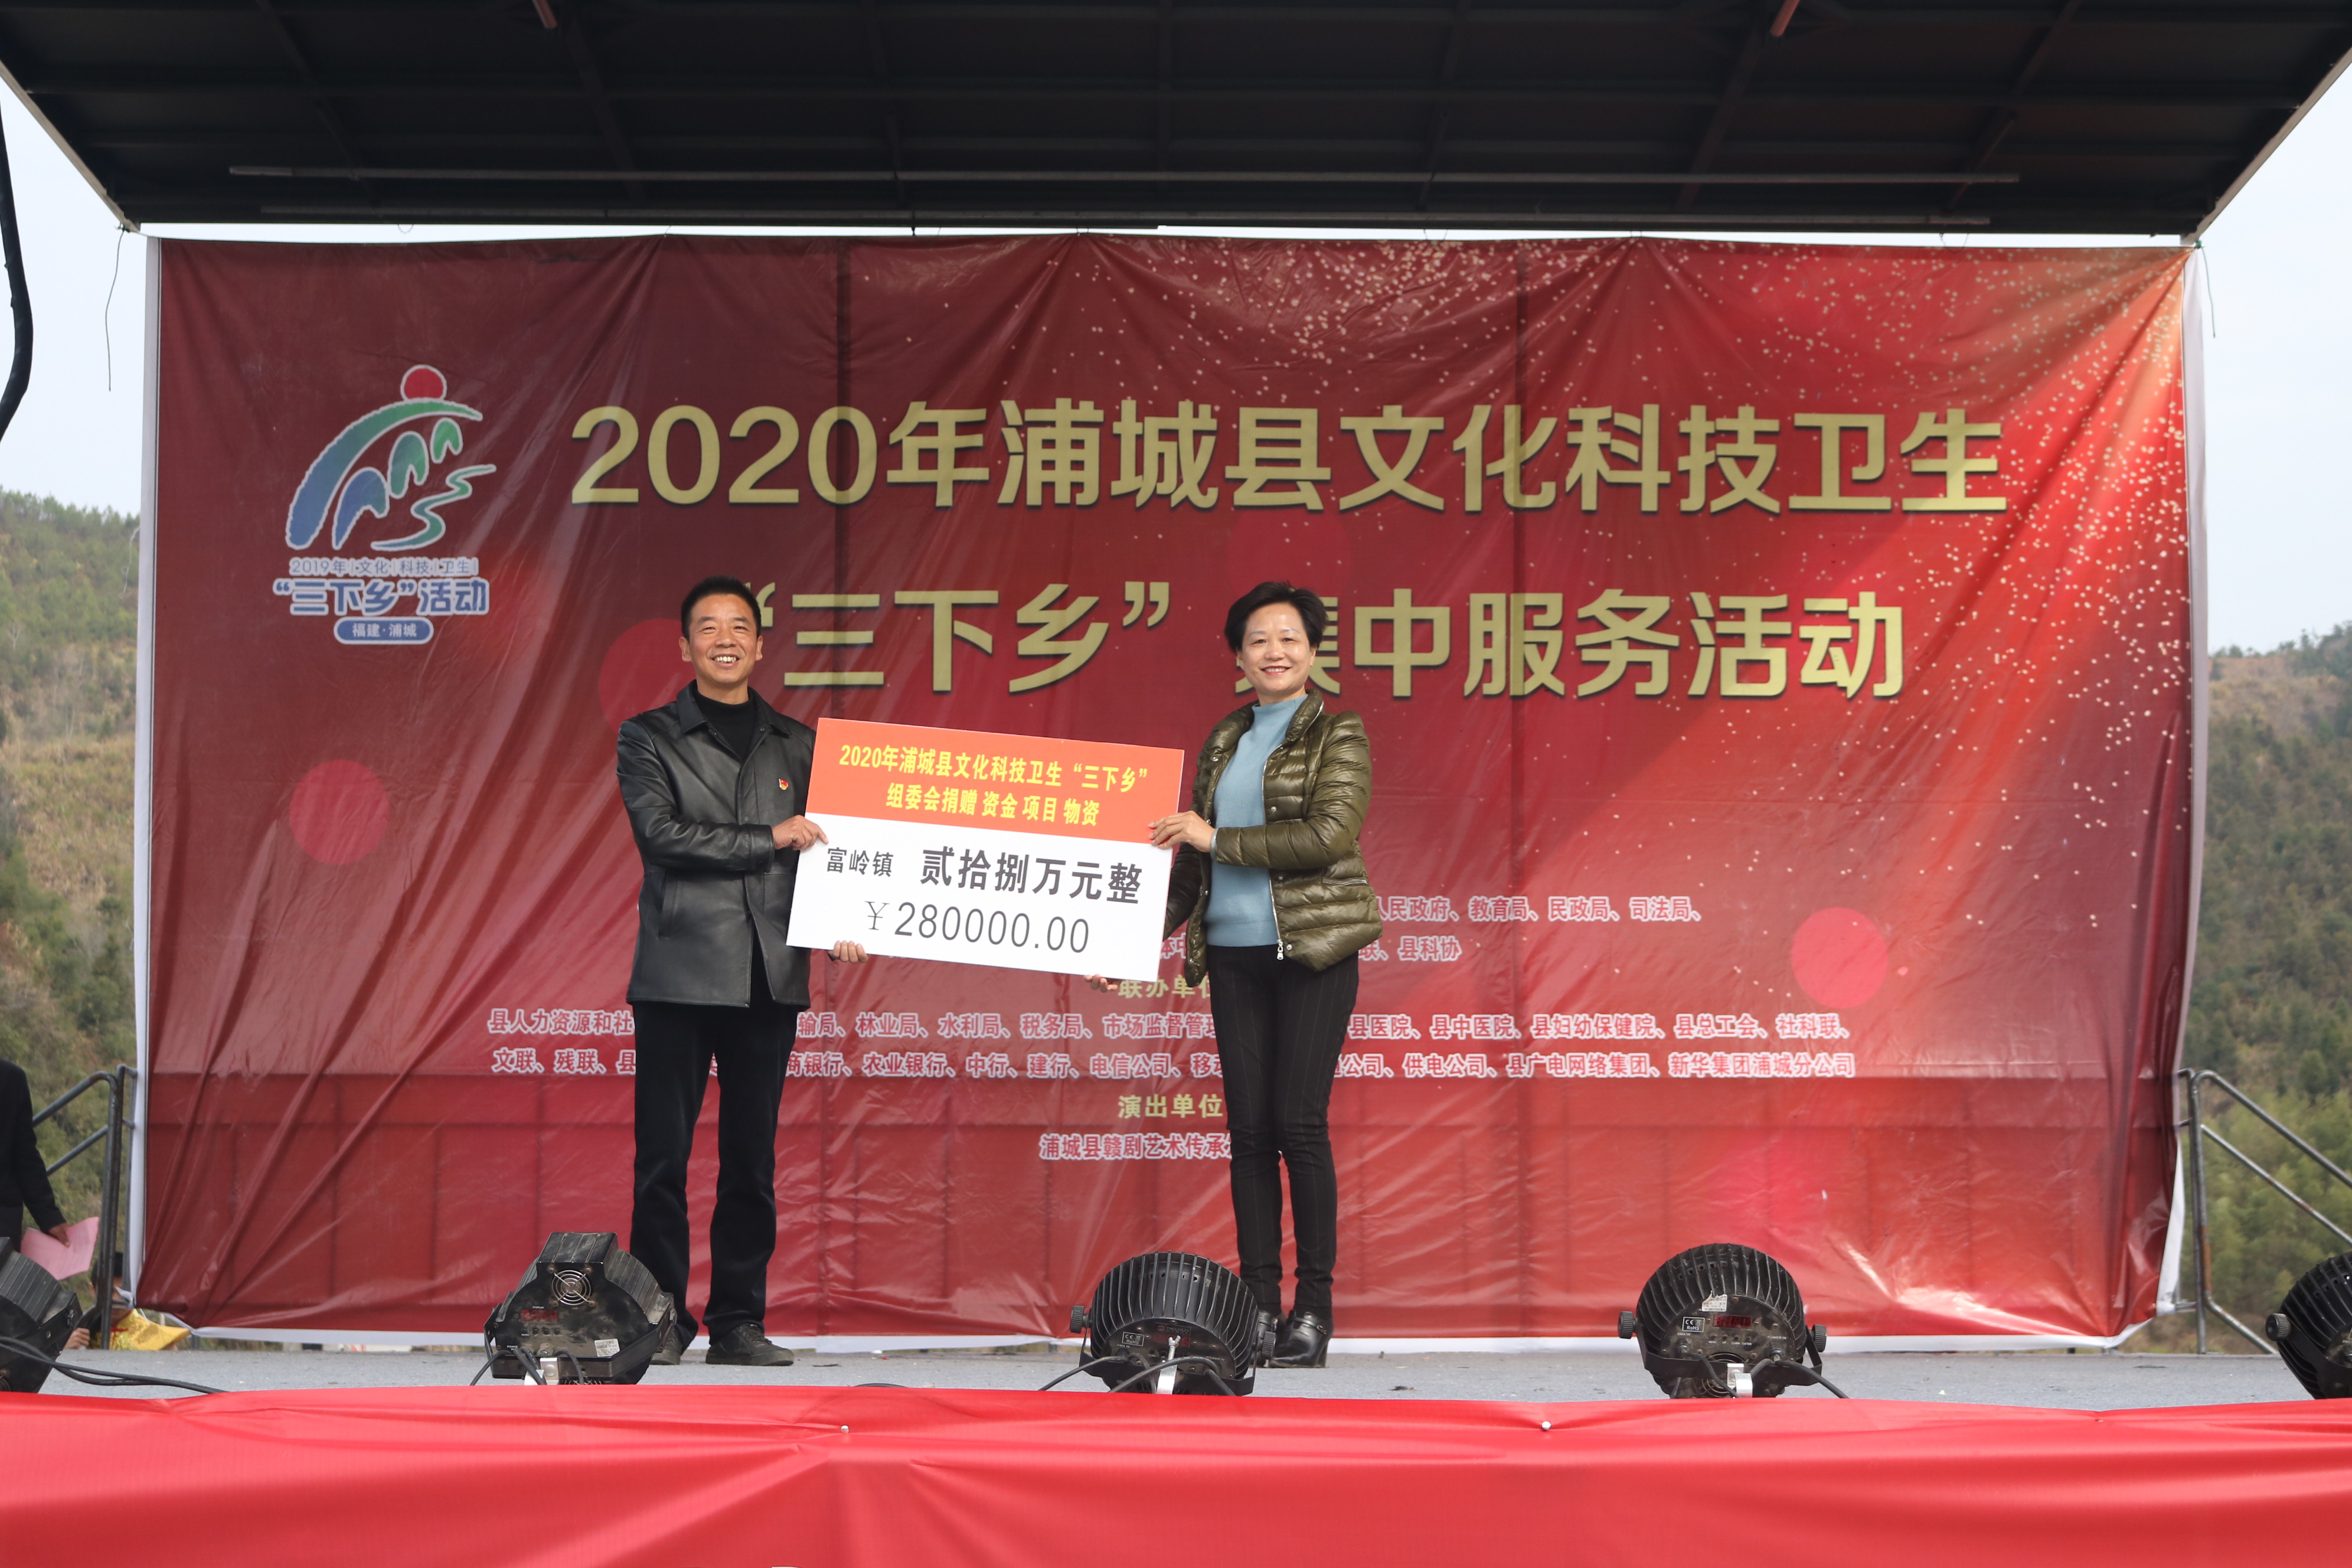 2020年浦城县文化科技卫生
“三下乡” 集中服务活动
2019年|文化|科技|卫生|
“三下乡”活动
福建·浦城
2020年浦城县文化科技卫生“三下乡”
组委会捐赠 资金 项目 物资
富岭镇 贰拾捌万元整
￥280000.00
人民政府、教育局、民政局、司法局、
联、县科协
联办单位
县人力资源和社 输局、林业局、水利局、税务局、市场监督管理 县医院、县中医院、县妇幼保健院、县总工会、社科联、
文联、残联、县 商银行、农业银行、中行、建行、电信公司、移动 公司、供电公司、县广电网络集团、新华集团浦城分公司
演出单位
浦城县赣剧艺术传承